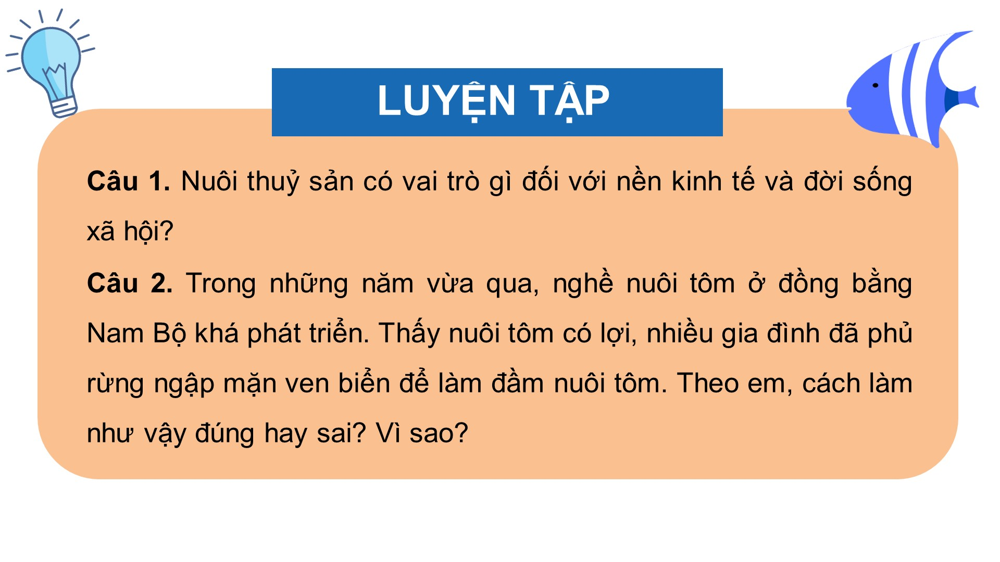 LUYỆN TẬP
Câu 1. Nuôi thuỷ sản có vai trò gì đối với nền kinh tế và đời sống
xã hội?
Câu 2. Trong những năm vừa qua, nghề nuôi tôm ở đồng bằng
Nam Bộ khá phát triển. Thấy nuôi tôm có lợi, nhiều gia đình đã phủ
rừng ngập mặn ven biển để làm đầm nuôi tôm. Theo em, cách làm
như vậy đúng hay sai? Vì sao?